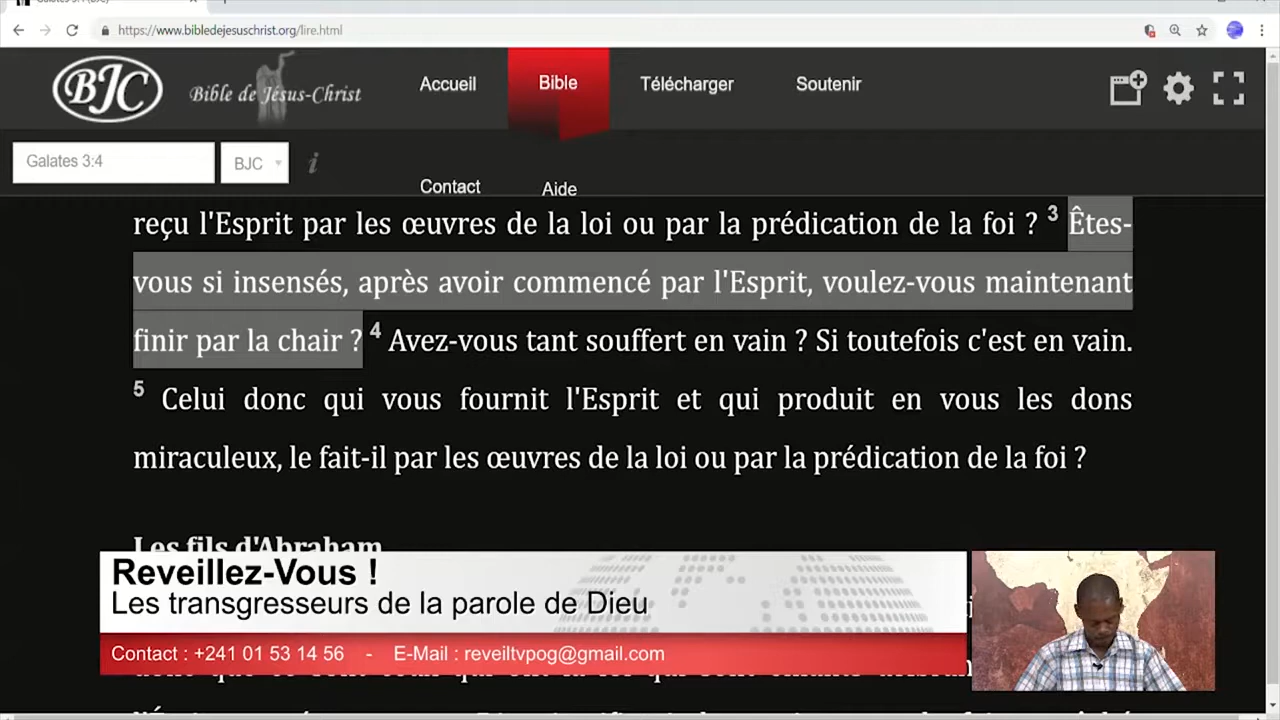 https://www.bibledejesuschrist.org/lire.html
BJC
Bible de Jésus-Christ
Accueil
Bible
Télécharger
Soutenir
Galates 3:4
BJC
i
Contact
Aide
reçu l'Esprit par les œuvres de la loi ou par la prédication de la foi ? 3 Êtes-
vous si insensés, après avoir commencé par l'Esprit, voulez-vous maintenant
finir par la chair ? 4 Avez-vous tant souffert en vain ? Si toutefois c'est en vain.
5 Celui donc qui vous fournit l'Esprit et qui produit en vous les dons
miraculeux, le fait-il par les œuvres de la loi ou par la prédication de la foi ?
Les fils d'Abraham
Reveillez-Vous !
Les transgresseurs de la parole de Dieu
Contact : +241 01 53 14 56 - E-Mail : reveiltvpog@gmail.com